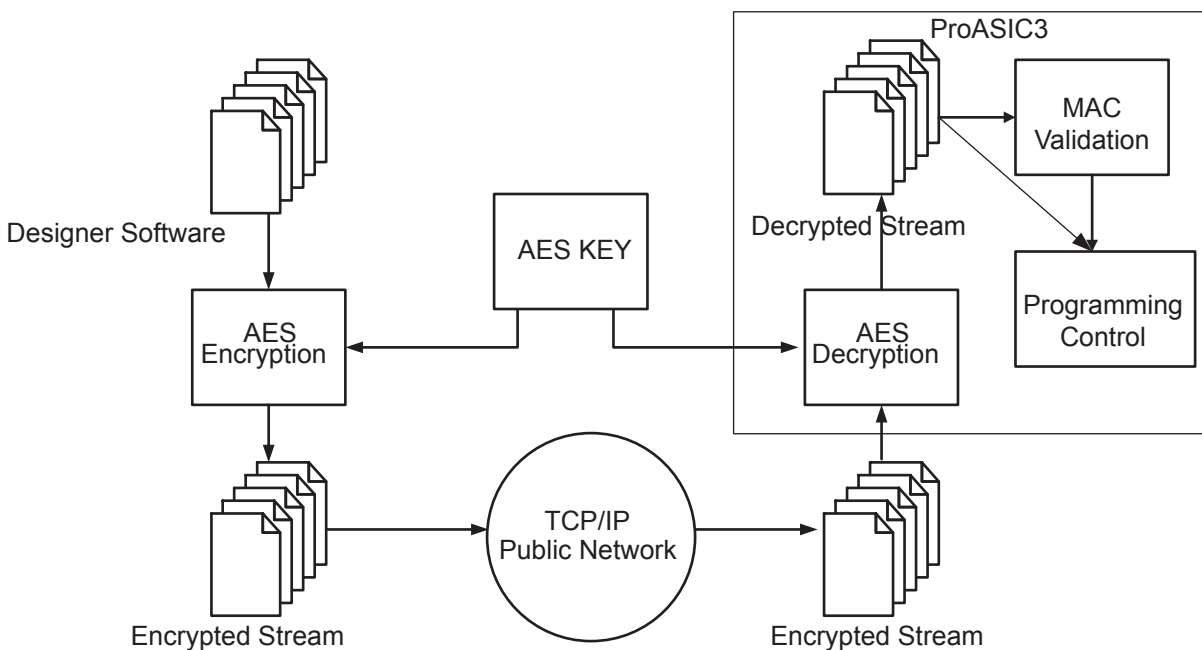 ProASIC3
MAC
Validation
Designer Software
Decrypted Stream
AES KEY
Programming
Control
AES
Encryption
AES
Decryption
TCP/IP
Public Network
Encrypted Stream
Encrypted Stream